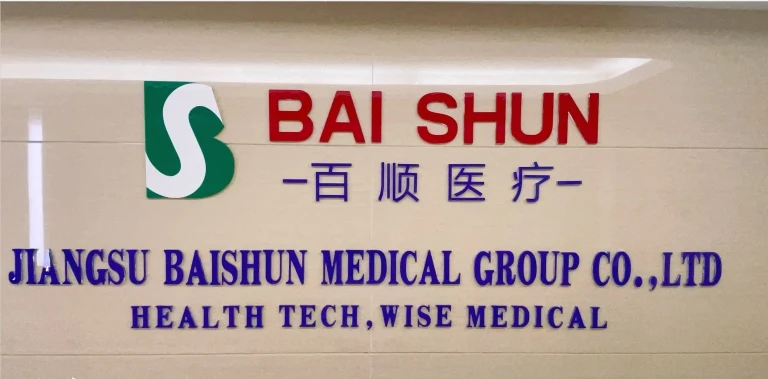 BAI SHUN
—百顺医疗—
JIANGSU BAISHUN MEDICAL GROUP CO.,LTD
HEALTH TECH,WISE MEDICAL